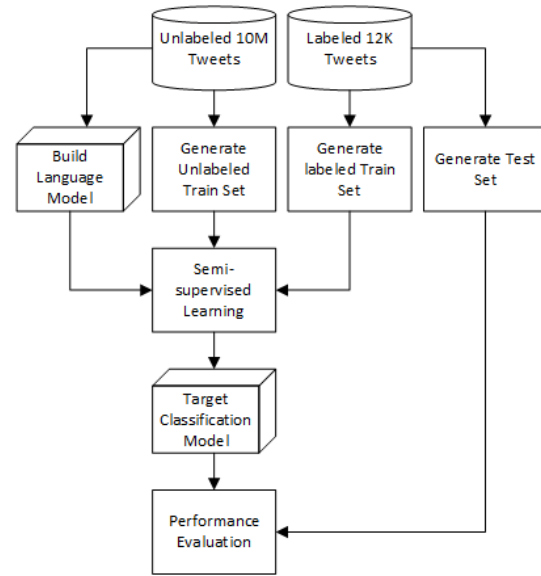 Unlabeled 10M
Tweets
Labeled 12K
Tweets
Build
Language
Model
Generate
Unlabeled
Train Set
Generate
labeled Train
Set
Generate Test
Set
Semi-
supervised
Learning
Target
Classification
Model
Performance
Evaluation